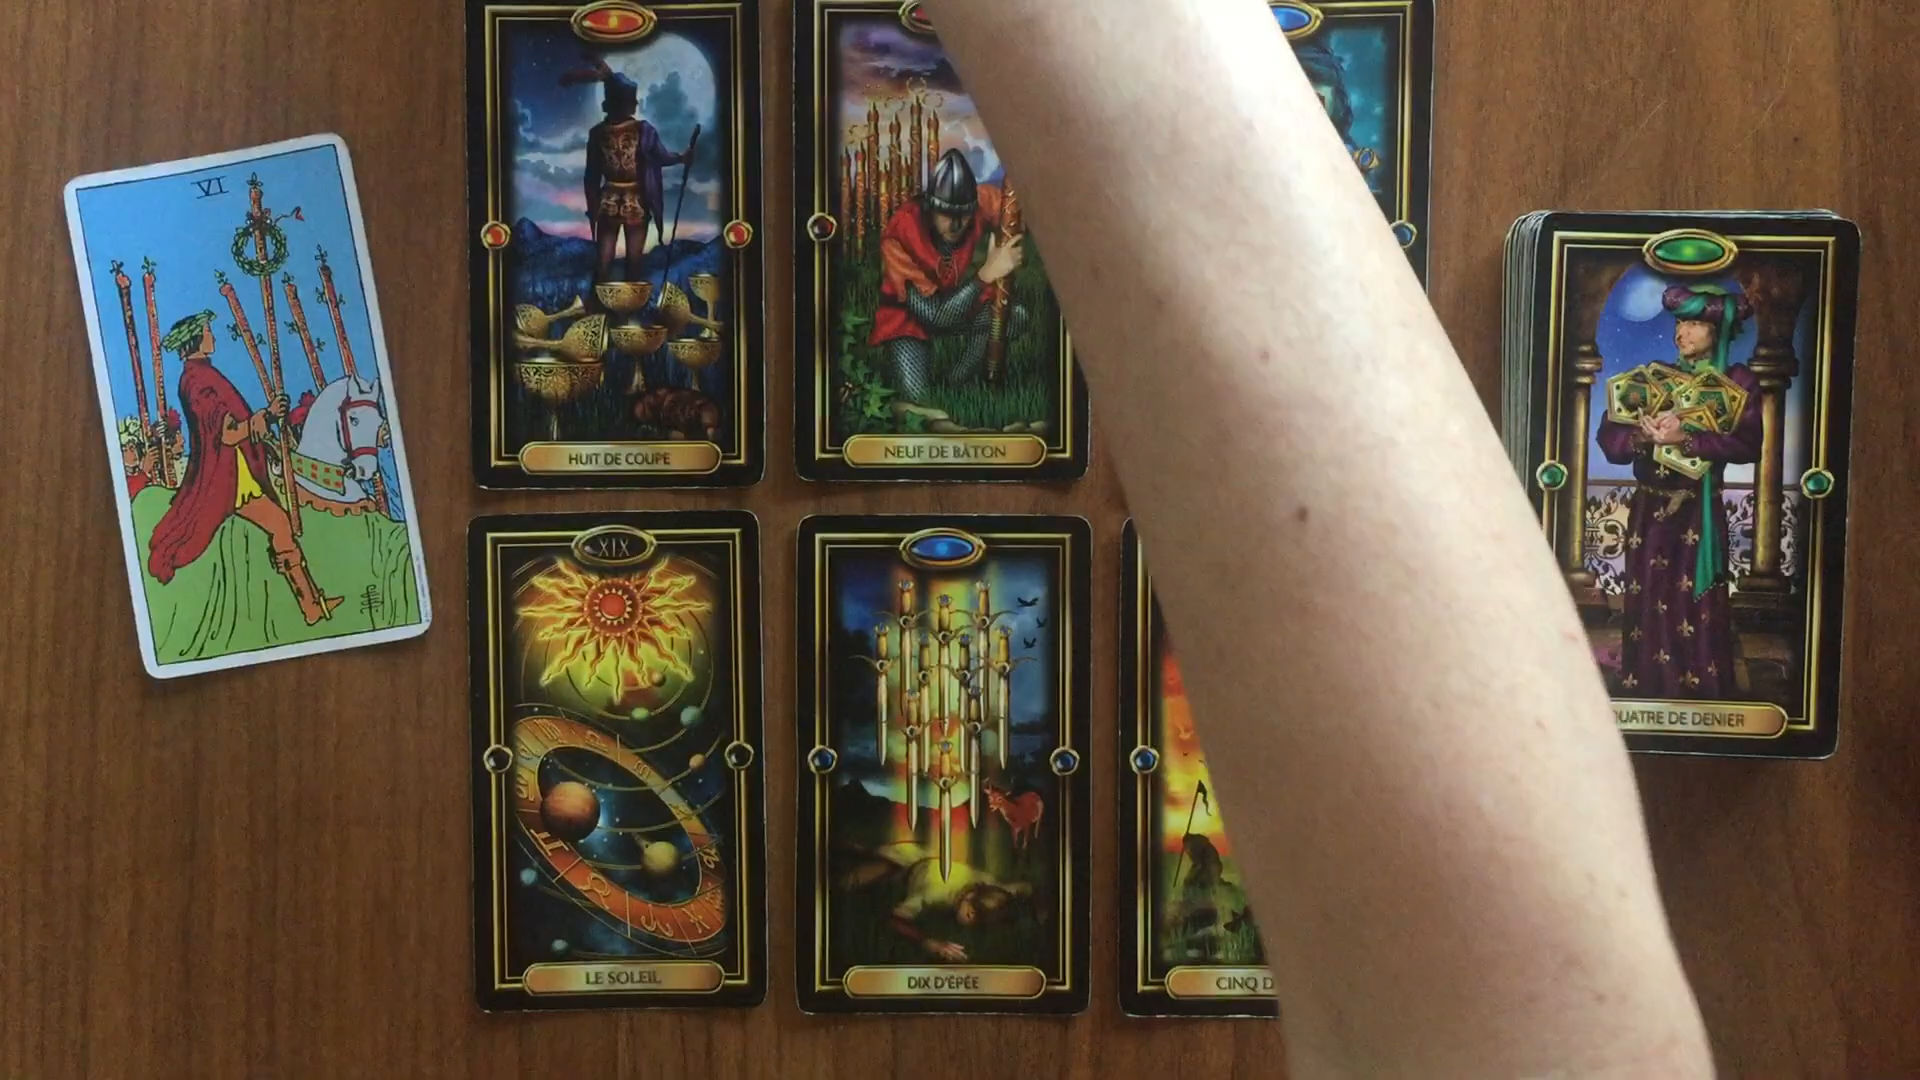 VI
HUIT DE COUPE
NEUF DE BÂTON
XIX
LE SOLEIL
DIX D'ÉPÉE
CINQ D
QUATRE DE DENIER